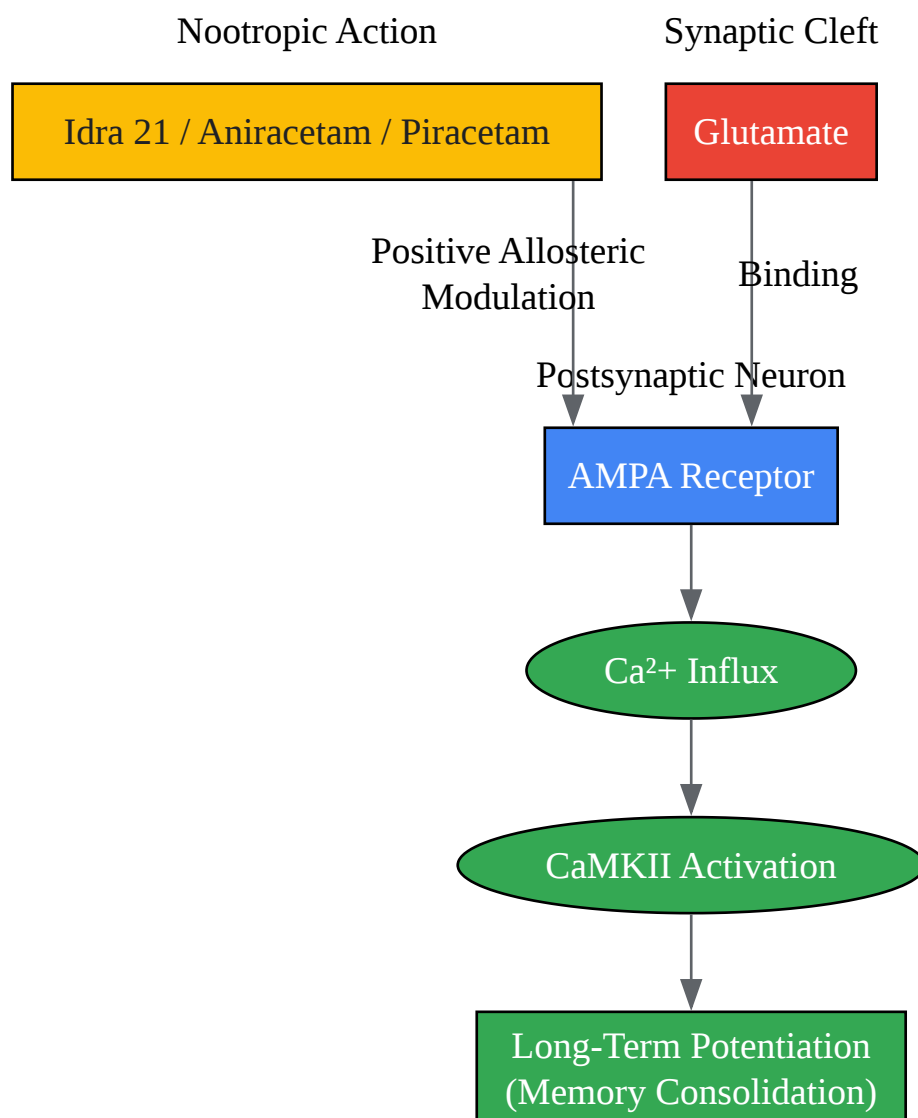 Nootropic Action
Synaptic Cleft
Idra 21 / Aniracetam / Piracetam
Glutamate
Positive Allosteric
Modulation
Binding
Postsynaptic Neuron
AMPA Receptor
Ca²+ Influx
CaMKII Activation
Long-Term Potentiation
(Memory Consolidation)